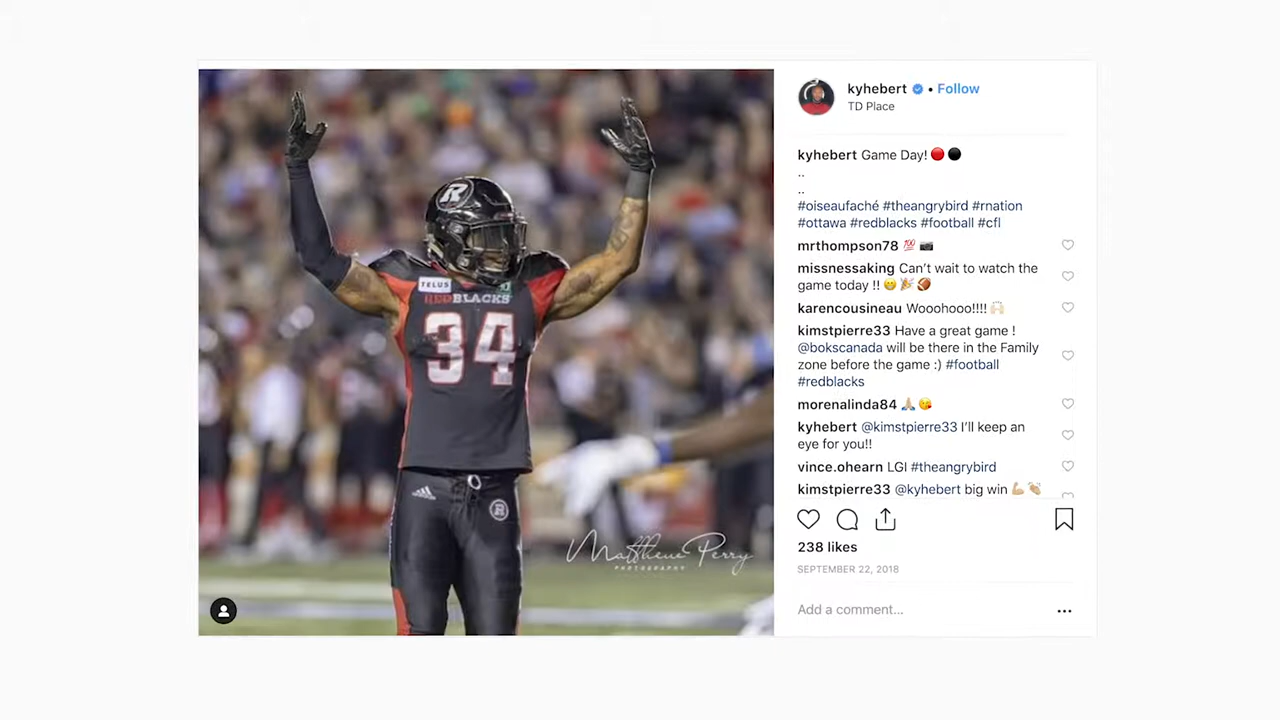 kyhebert • Follow
TD Place
kyhebert Game Day! 🔴⚫
..
..
#oiseaufaché #theangrybird #rnation
#ottawa #redblacks #football #cfl
mrthompson78 💯 📷
missnessaking Can't wait to watch the
game today !! 😁 🎉 🏈
karencousineau Wooohooo!!!! 🙌🏻
kimstpierre33 Have a great game !
@bokscanada will be there in the Family
zone before the game :) #football
#redblacks
morenalinda84 🙏🏼 😘
kyhebert @kimstpierre33 I'll keep an
eye for you!!
vince.ohearn LGI #theangrybird
kimstpierre33 @kyhebert big win 💪🏼 👏🏼
238 likes
SEPTEMBER 22, 2018
Add a comment...
R
TELUS
REDBLACKS
34
adidas
R
Matthew Perry
PHOTOGRAPHY